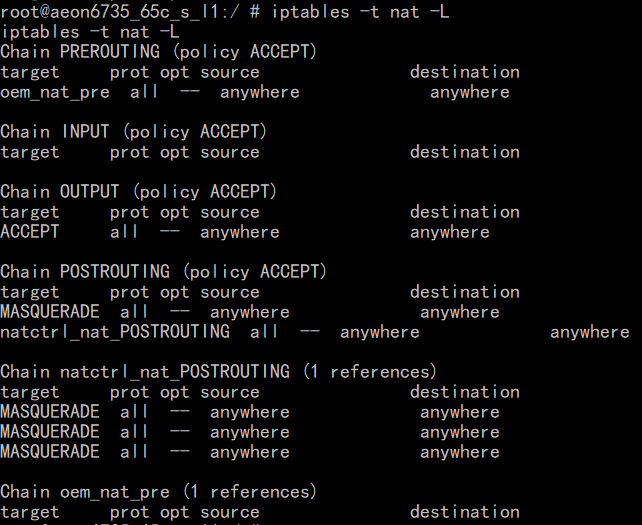 root@aeon6735_65c_s_l1:/ # iptables -t nat -L
iptables -t nat -L
Chain PREROUTING (policy ACCEPT)
target     prot opt source               destination
oem_nat_pre  all  --  anywhere             anywhere

Chain INPUT (policy ACCEPT)
target     prot opt source               destination

Chain OUTPUT (policy ACCEPT)
target     prot opt source               destination
ACCEPT     all  --  anywhere             anywhere

Chain POSTROUTING (policy ACCEPT)
target     prot opt source               destination
MASQUERADE  all  --  anywhere             anywhere
natctrl_nat_POSTROUTING  all  --  anywhere             anywhere

Chain natctrl_nat_POSTROUTING (1 references)
target     prot opt source               destination
MASQUERADE  all  --  anywhere             anywhere
MASQUERADE  all  --  anywhere             anywhere
MASQUERADE  all  --  anywhere             anywhere

Chain oem_nat_pre (1 references)
target     prot opt source               destination